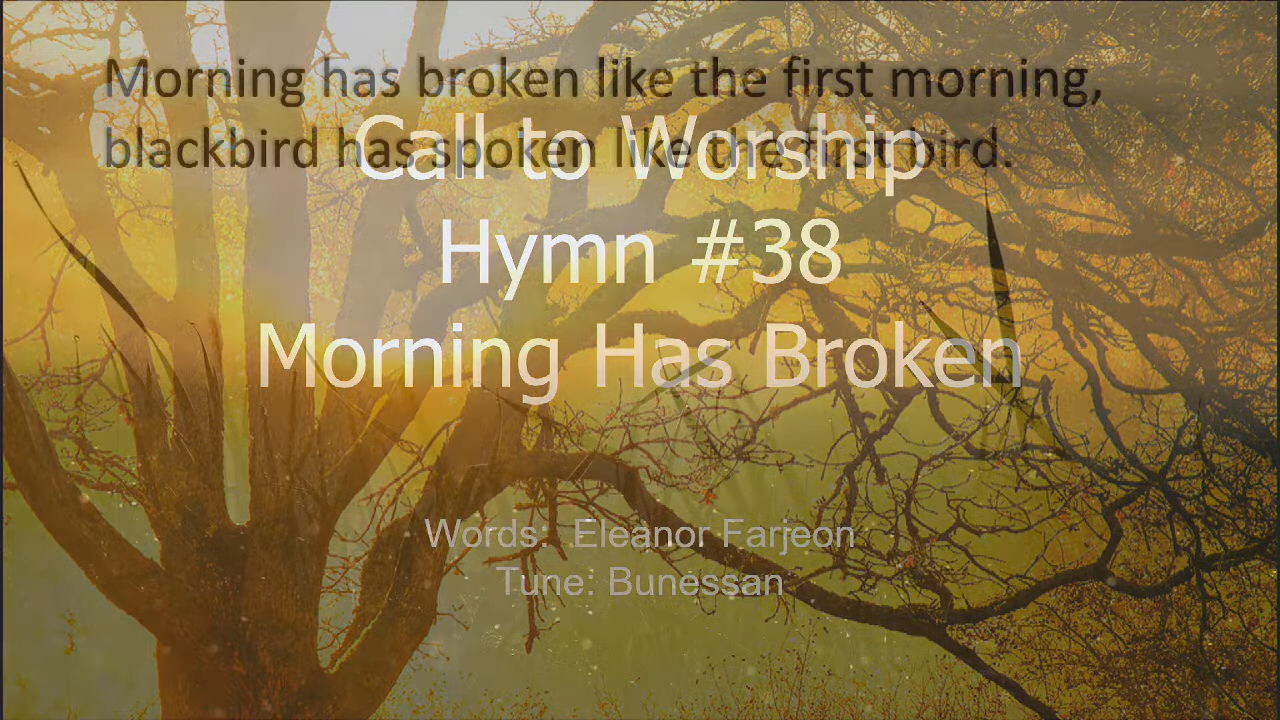 Morning has broken like the first morning,
blackbird has spoken like the first bird.
Call to Worship
Hymn #38
Morning Has Broken
Words: Eleanor Farjeon
Tune: Bunessan